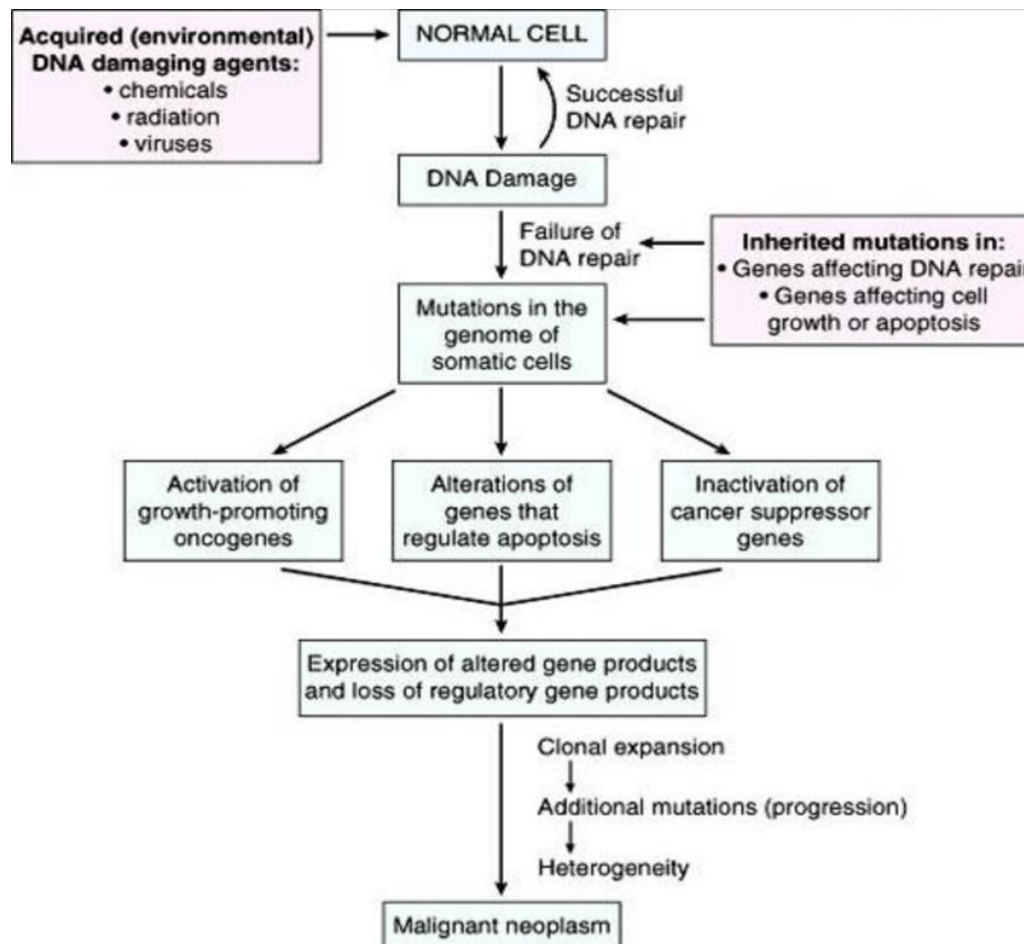 Acquired (environmental)
DNA damaging agents:
• chemicals
• radiation
• viruses
NORMAL CELL
Successful
DNA repair
DNA Damage
Failure of
DNA repair
Inherited mutations in:
• Genes affecting DNA repair
• Genes affecting cell
growth or apoptosis
Mutations in the
genome of
somatic cells
Activation of
growth-promoting
oncogenes
Alterations of
genes that
regulate apoptosis
Inactivation of
cancer suppressor
genes
Expression of altered gene products
and loss of regulatory gene products
Clonal expansion
Additional mutations (progression)
Heterogeneity
Malignant neoplasm